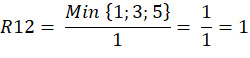 R12 = Min {1; 3; 5} / 1 = 1 / 1 = 1